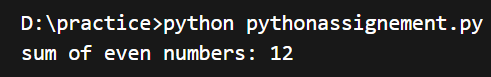 D:\practice>python pythonassignement.py
sum of even numbers: 12